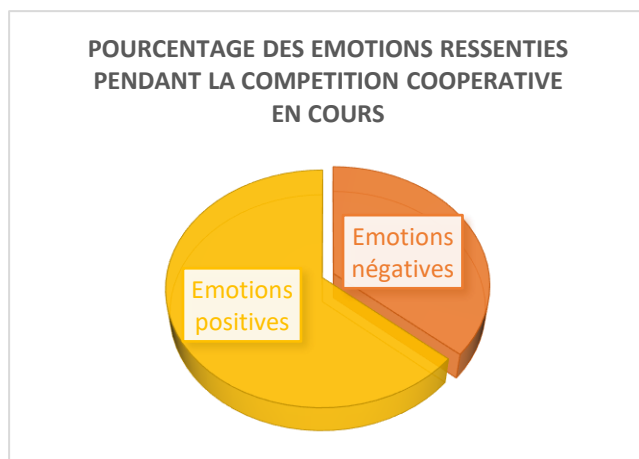 POURCENTAGE DES EMOTIONS RESSENTIES
PENDANT LA COMPETITION COOPERATIVE
EN COURS
Emotions
négatives
Emotions
positives